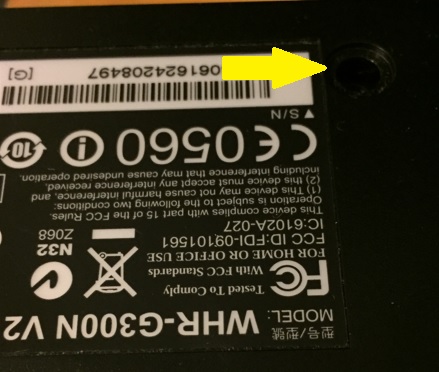 型号/型號
MODEL: WHR-G300N V2
FC Tested To Comply
With FCC Standards
FOR HOME OR OFFICE USE
N32
Z068
FCC ID:FDI-09101561
IC:6102A-027
This device complies with part 15 of the FCC Rules.
Operation is subject to the following two conditions:
(1) This device may not cause harmful interference, and
(2) this device must accept any interference received,
including interference that may cause undesired operation.
CE0560
10
▲S/N
061624208497
[G]